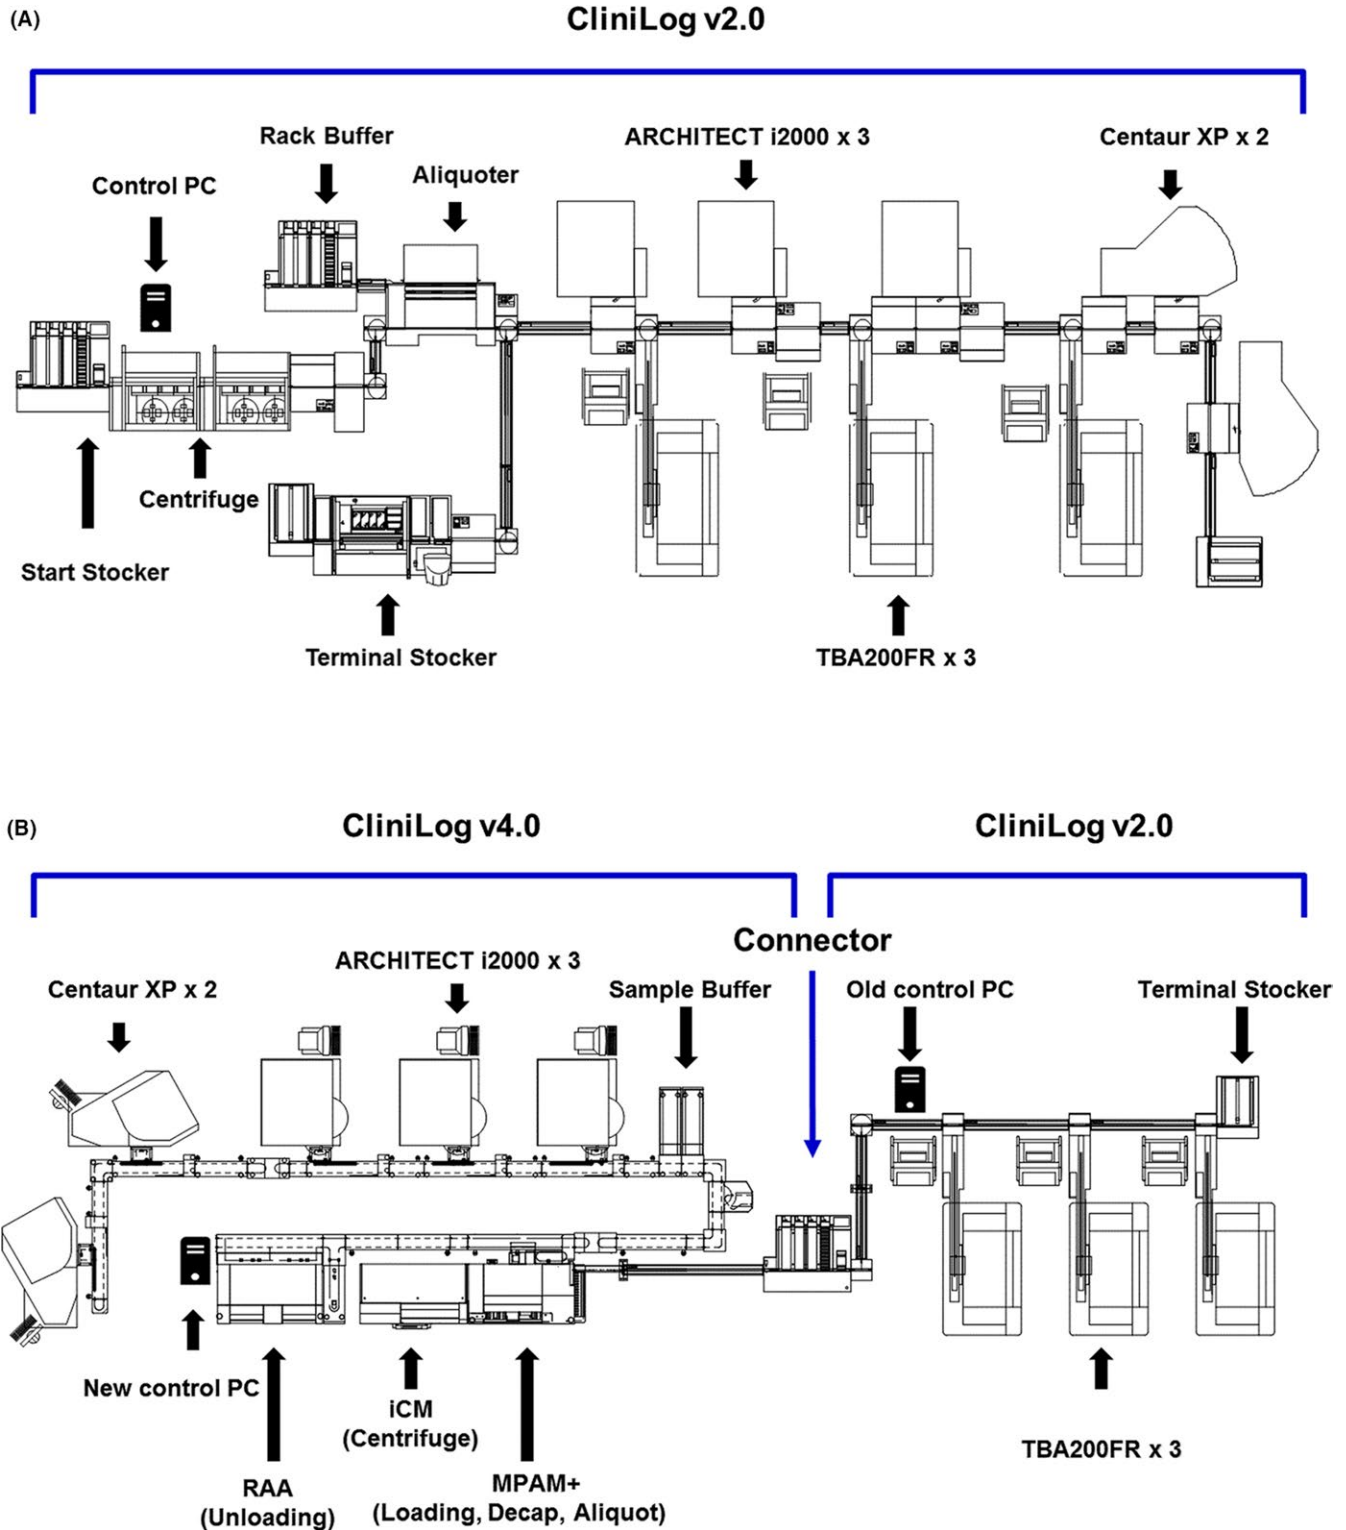 (A)
CliniLog v2.0
Rack Buffer
ARCHITECT i2000 x 3
Centaur XP x 2
Control PC
Aliquoter
Centrifuge
Start Stocker
Terminal Stocker
TBA200FR x 3
(B)
CliniLog v4.0
CliniLog v2.0
Connector
ARCHITECT i2000 x 3
Centaur XP x 2
Sample Buffer
Old control PC
Terminal Stocker
New control PC
iCM
(Centrifuge)
TBA200FR x 3
RAA
(Unloading)
MPAM+
(Loading, Decap, Aliquot)